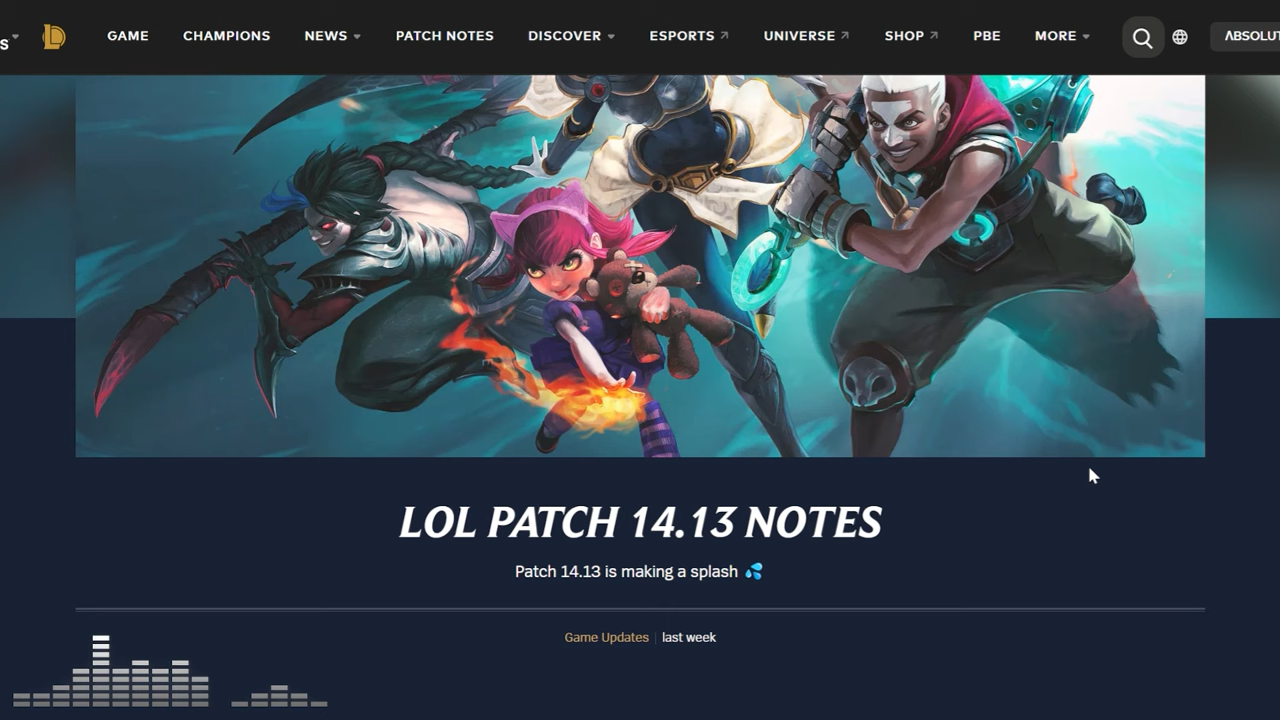 S
GAME CHAMPIONS NEWS PATCH NOTES DISCOVER ESPORTS UNIVERSE SHOP PBE MORE ABSOLUT
LOL PATCH 14.13 NOTES
Patch 14.13 is making a splash 💦
Game Updates | last week